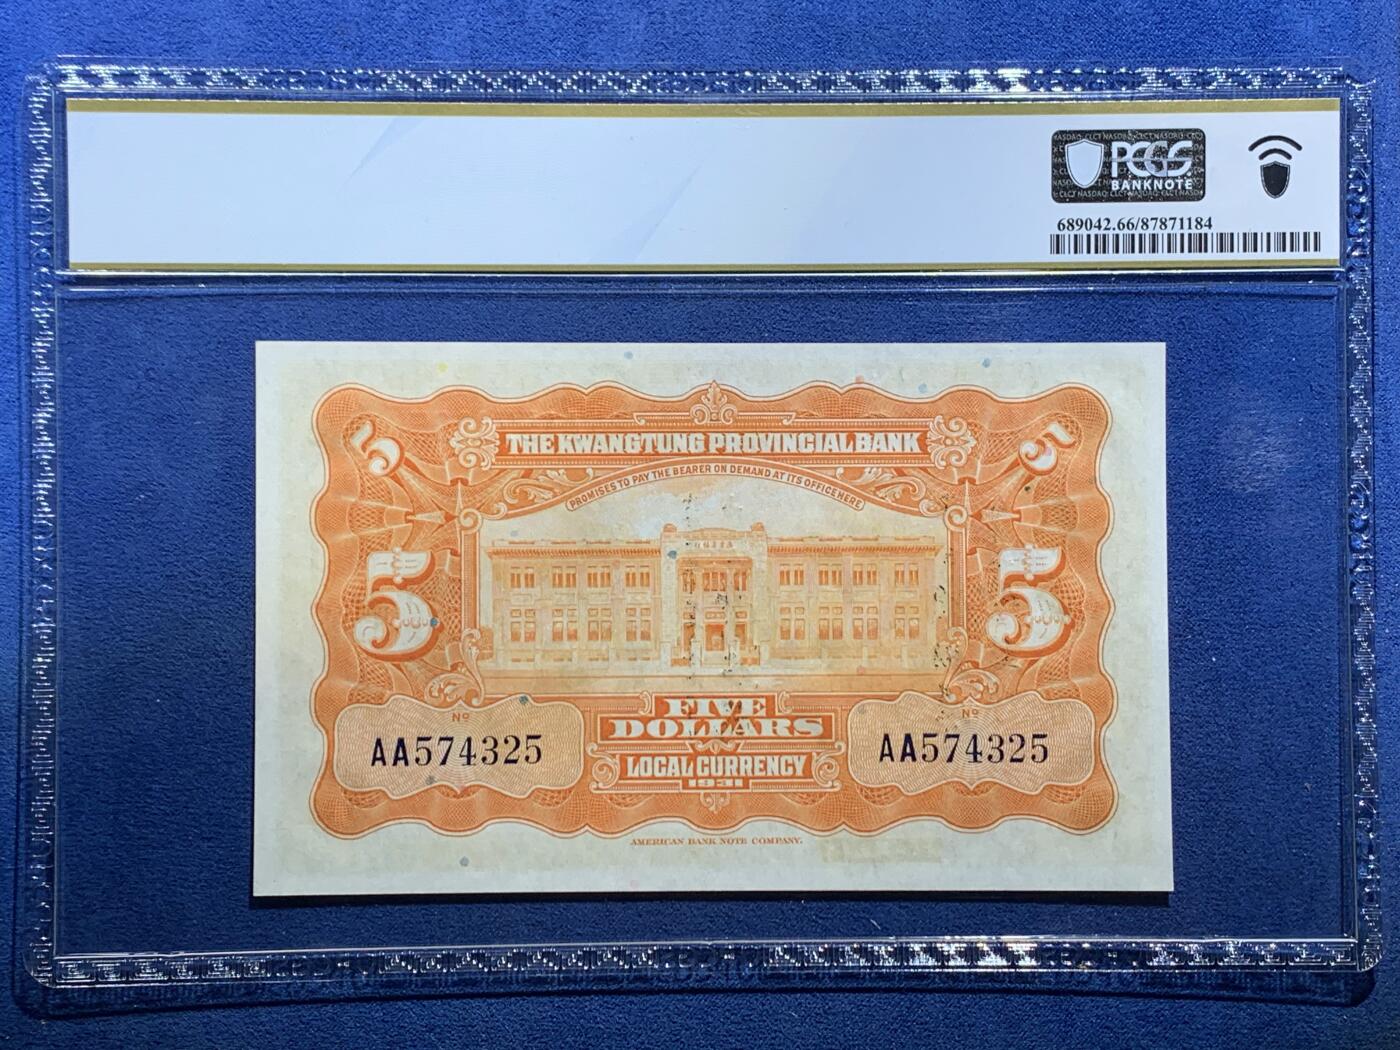 PCGS
BANKNOTE
689042.66/87871184
5
5
THE KWANGTUNG PROVINCIAL BANK
PROMISES TO PAY THE BEARER ON DEMAND AT ITS OFFICE HERE
5
5
FIVE
DOLLARS
Nº
AA574325
Nº
AA574325
LOCAL CURRENCY
1931
AMERICAN BANK NOTE COMPANY.